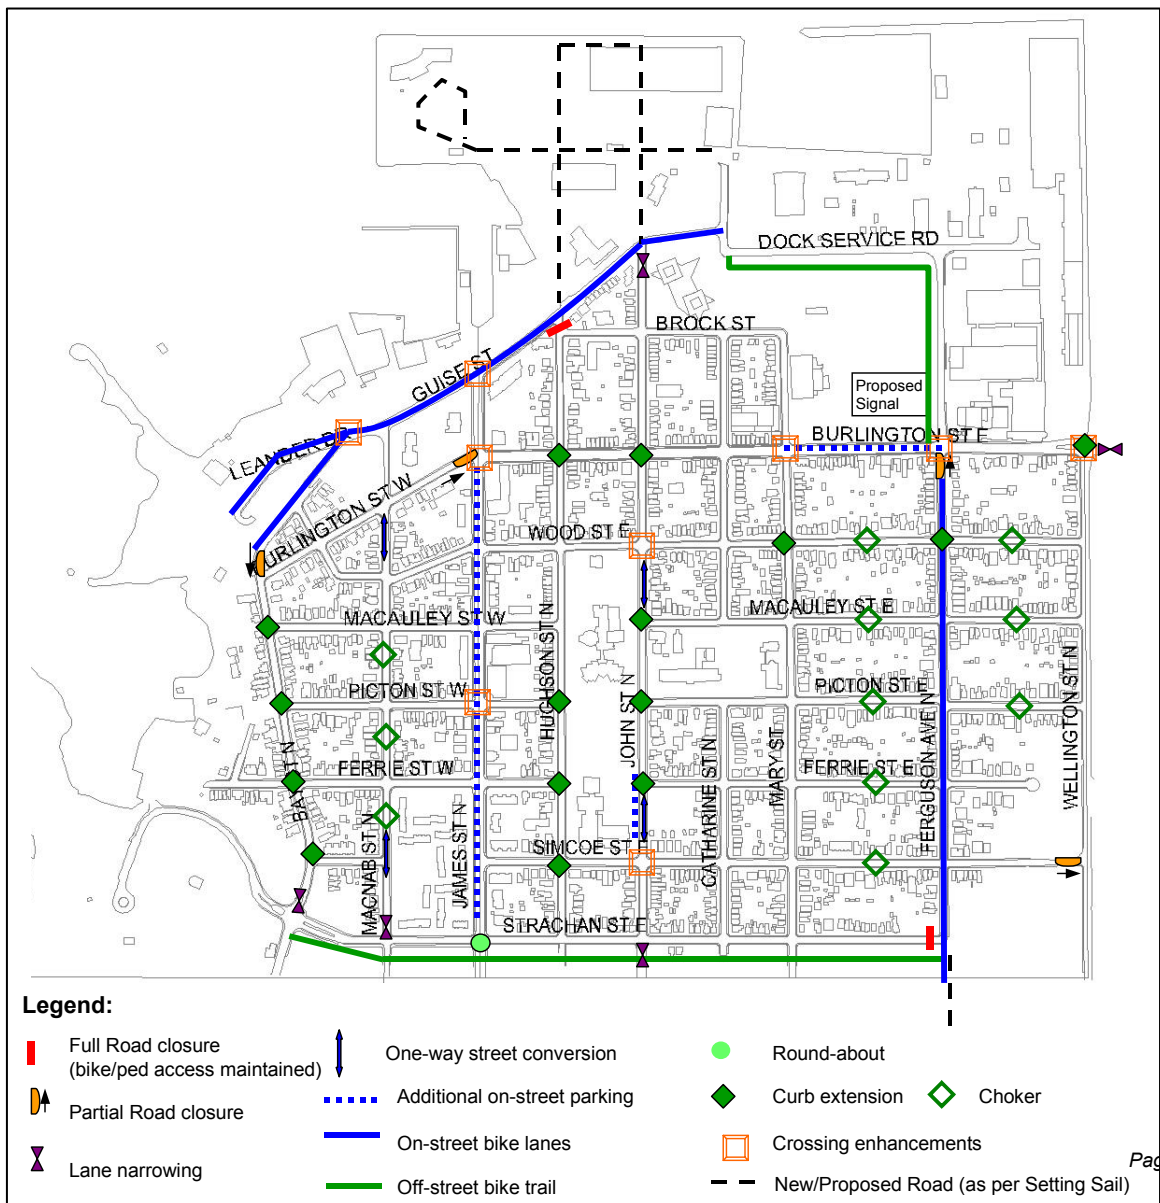 DOCK SERVICE RD
BROCK ST
GUISE ST
Proposed
Signal
LEANDER DR
BURLINGTON ST E
BURLINGTON ST W
WOOD ST E
MACAULEY ST W
MACAULEY ST E
HUGHSON ST N
PICTON ST W
PICTON ST E
JOHN ST N
WELLINGTON ST N
BAY ST N
FERRIE ST W
FERRIE ST E
MARY ST
CATHARINE ST N
FERGUSON AVE N
MACNAB ST N
JAMES ST N
SIMCOE ST E
STRACHAN ST E
Legend:
Full Road closure
(bike/ped access maintained)
Partial Road closure
Lane narrowing
One-way street conversion
Additional on-street parking
On-street bike lanes
Off-street bike trail
Round-about
Curb extension
Choker
Crossing enhancements
New/Proposed Road (as per Setting Sail)
Pag